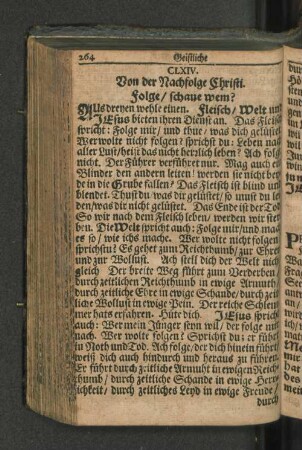 264 Geistliche
CLXIV.
Von der Nachfolge Christi.
Folge / schaue wem?
Aus dreyen wehle einen. Fleisch / Welt und
JEsus bieten ihren Dienst an. Das Fleisch
spricht: Folge mir / und thue / was dich gelüstet
Wer wolte nicht folgen? sprichst du: Leben nach
aller Lust / heist das nicht herrlich leben? Ach folge
nicht. Der Führer verführet nur. Mag auch ein
Blinder den andern leiten? werden sie nicht bey-
de in die Grube fallen? Das Fleisch ist blind und
blendet. Thust du was dir gelüstet / so must du lei-
den / was dir nicht gelüstet. Das Ende ist der Tod
So wir nach dem Fleisch leben / werden wir ster-
ben. Die Welt spricht auch: Folge mir / und mach
es so / wie ichs mache. Wer wolte nicht folgen
sprichstu? Es gehet zum Reichthum / zur Ehre
und zur Wollust. Ach stell dich der Welt nicht
gleich. Der breite Weg führt zum Verderben /
durch zeitlichen Reichthum in ewige Armuth /
durch zeitliche Ehr in ewige Schande / durch zeit-
liche Wollust in ewige Pein. Der reiche Schlem-
mer hats erfahren. Hüte dich. JEsus spricht
auch: Wer mein Jünger seyn will / der folge mir
nach. Wer wolte folgen? Sprichst du: er führt
in Noth und Tod. Ach folge / der dich hinein führt
weiß dich auch hindurch und heraus zu führen.
Er führt durch zeitliche Armuht in ewigen Reich-
thum / durch zeitliche Schande in ewige Herr-
lichkeit / durch zeitliches Leyd in ewige Freude /
durch